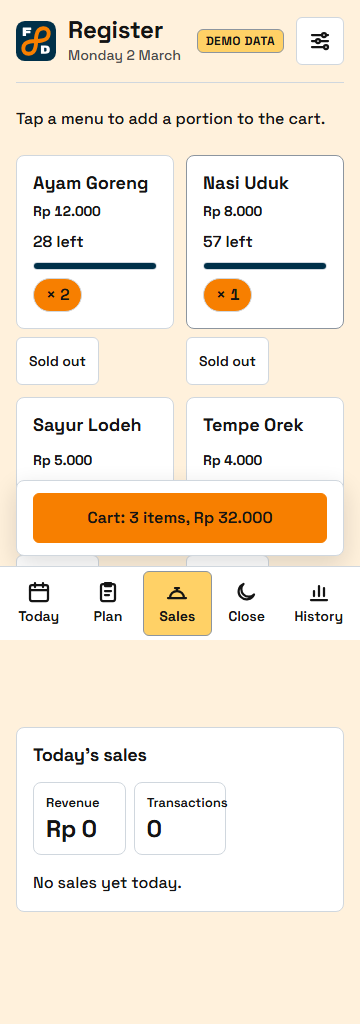 F
D
Register
Monday 2 March
DEMO DATA
Tap a menu to add a portion to the cart.
Ayam Goreng
Rp 12.000
28 left
× 2
Sold out
Nasi Uduk
Rp 8.000
57 left
× 1
Sold out
Sayur Lodeh
Rp 5.000
Tempe Orek
Rp 4.000
Cart: 3 items, Rp 32.000
Today
Plan
Sales
Close
History
Today's sales
Revenue
Rp 0
Transactions
0
No sales yet today.